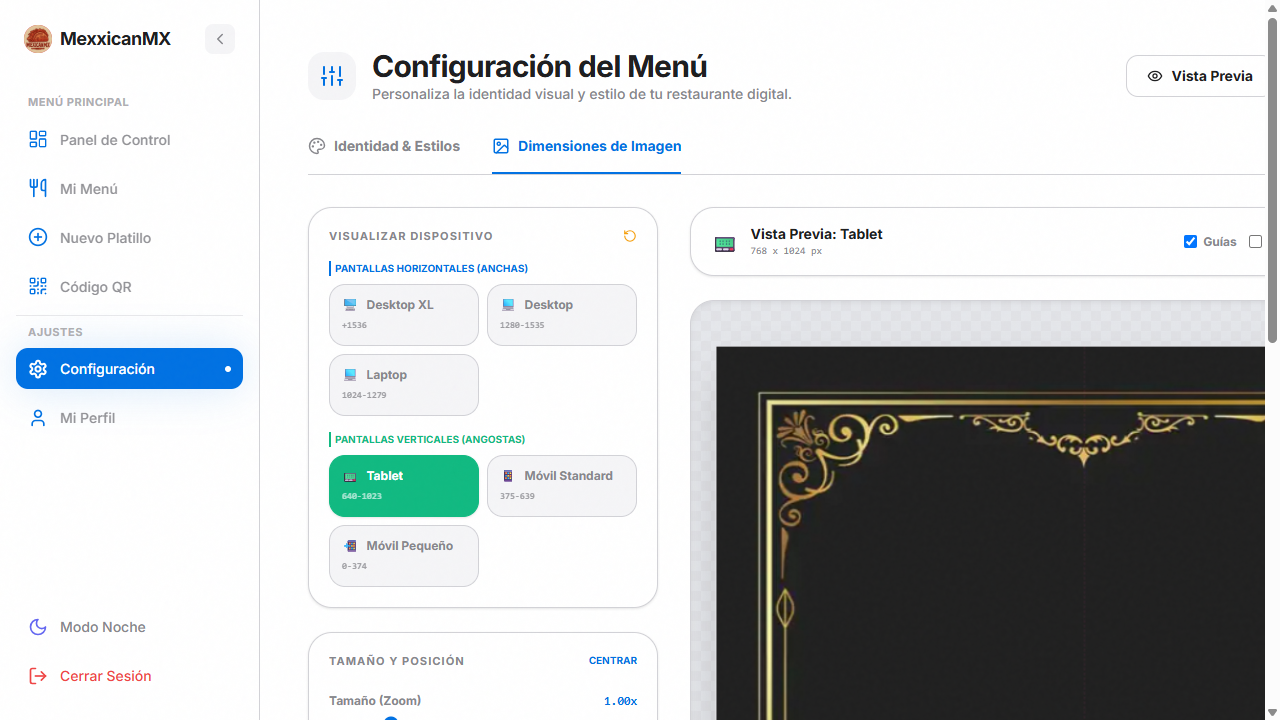 MexxicanMX
MENÚ PRINCIPAL
Panel de Control
Mi Menú
Nuevo Platillo
Código QR
AJUSTES
Configuración
Mi Perfil
Modo Noche
Cerrar Sesión
Configuración del Menú
Personaliza la identidad visual y estilo de tu restaurante digital.
Vista Previa
Identidad & Estilos
Dimensiones de Imagen
VISUALIZAR DISPOSITIVO
PANTALLAS HORIZONTALES (ANCHAS)
Desktop XL
+1536
Desktop
1280-1535
Laptop
1024-1279
PANTALLAS VERTICALES (ANGOSTAS)
Tablet
640-1023
Móvil Standard
375-639
Móvil Pequeño
0-374
TAMAÑO Y POSICIÓN
CENTRAR
Tamaño (Zoom)
1.00x
Vista Previa: Tablet
768 x 1024 px
Guías